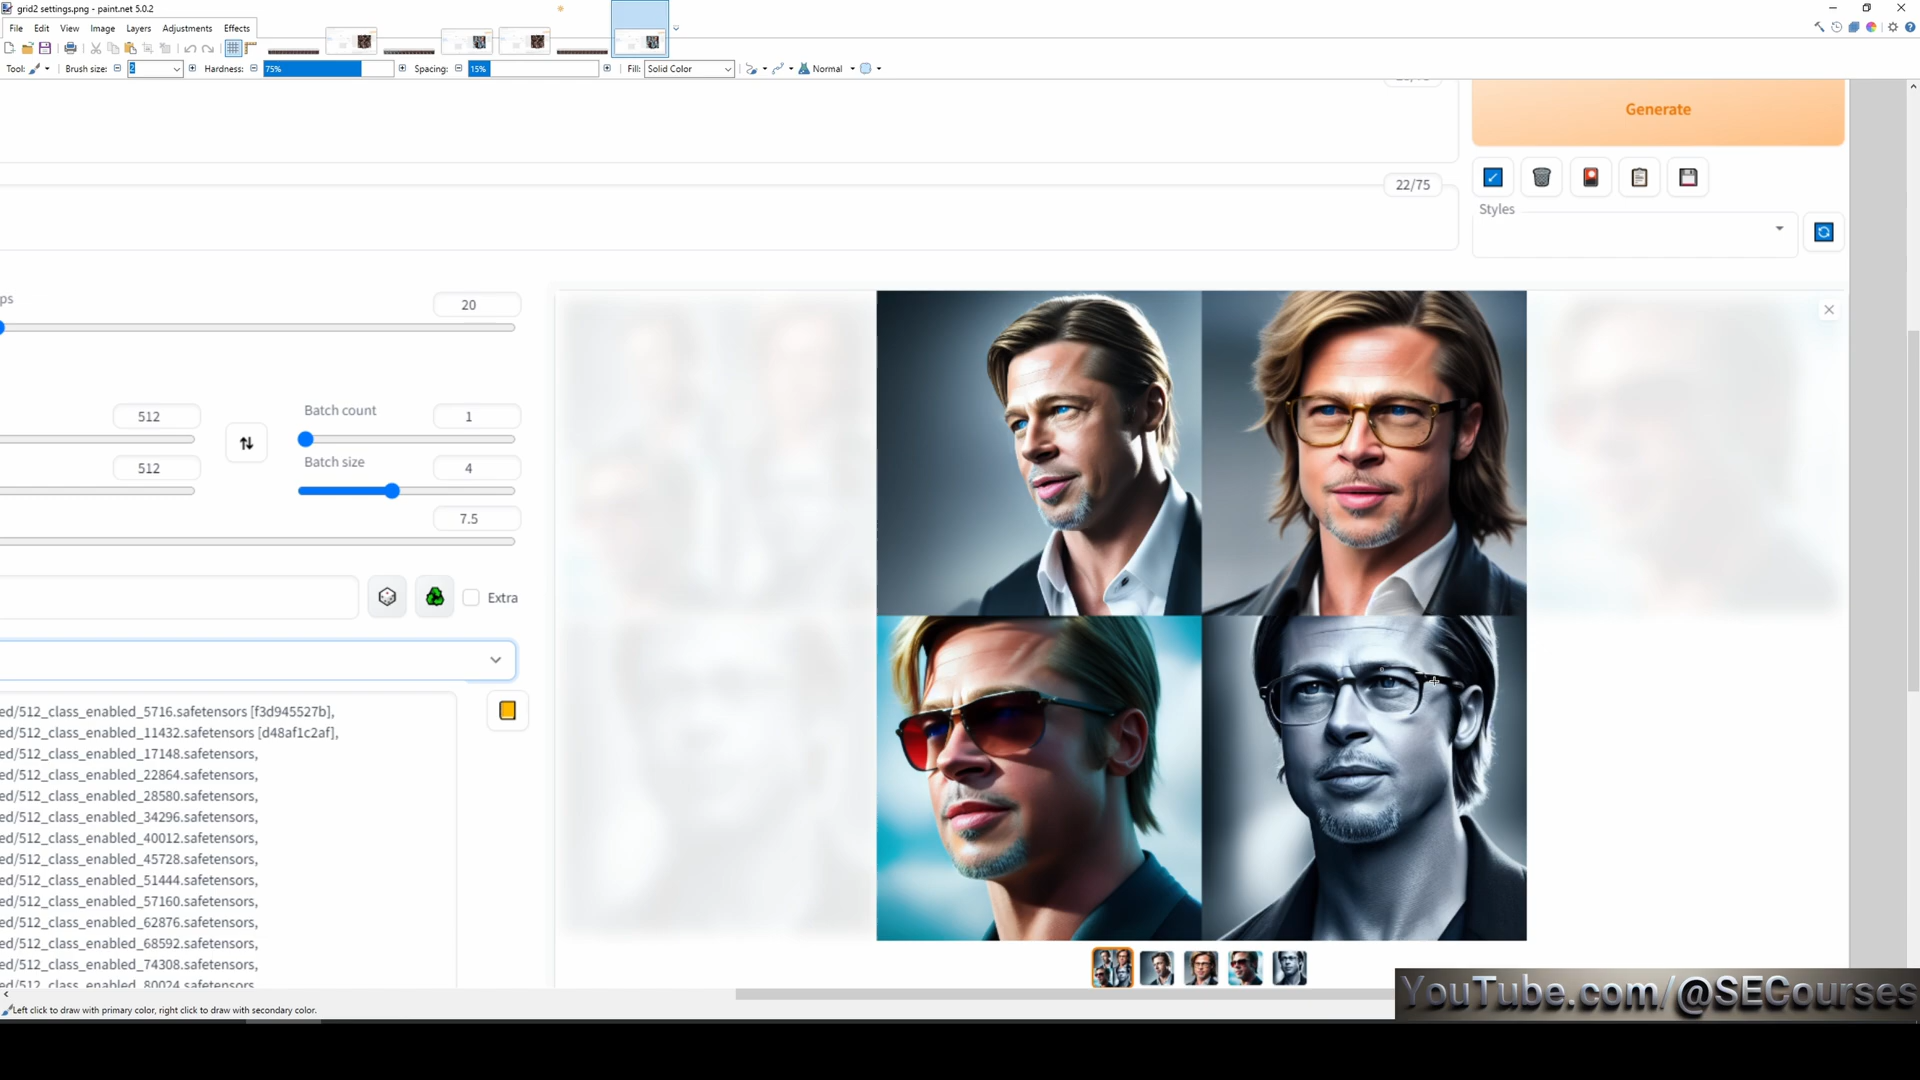 grid2 settings.png - paint.net 5.0.2
File Edit View Image Layers Adjustments Effects
Tool: Brush size: 2 Hardness: 75% Spacing: 15% Fill: Solid Color Normal
Generate
22/75
Styles
ps 20
512 Batch count 1
512 Batch size 4
7.5
Extra
ed/512_class_enabled_5716.safetensors [f3d945527b],
ed/512_class_enabled_11432.safetensors [d48af1c2af],
ed/512_class_enabled_17148.safetensors,
ed/512_class_enabled_22864.safetensors,
ed/512_class_enabled_28580.safetensors,
ed/512_class_enabled_34296.safetensors,
ed/512_class_enabled_40012.safetensors,
ed/512_class_enabled_45728.safetensors,
ed/512_class_enabled_51444.safetensors,
ed/512_class_enabled_57160.safetensors,
ed/512_class_enabled_62876.safetensors,
ed/512_class_enabled_68592.safetensors,
ed/512_class_enabled_74308.safetensors,
ed/512_class_enabled_80024.safetensors,
YouTube.com/@SECourses
Left click to draw with primary color, right click to draw with secondary color.